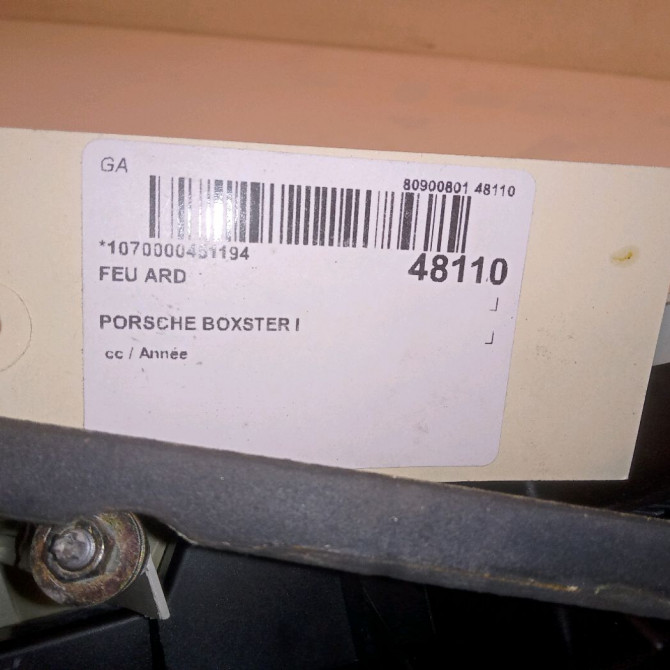 GA
80900801 48110
*1070000451194
48110
FEU ARD
PORSCHE BOXSTER I
cc / Année